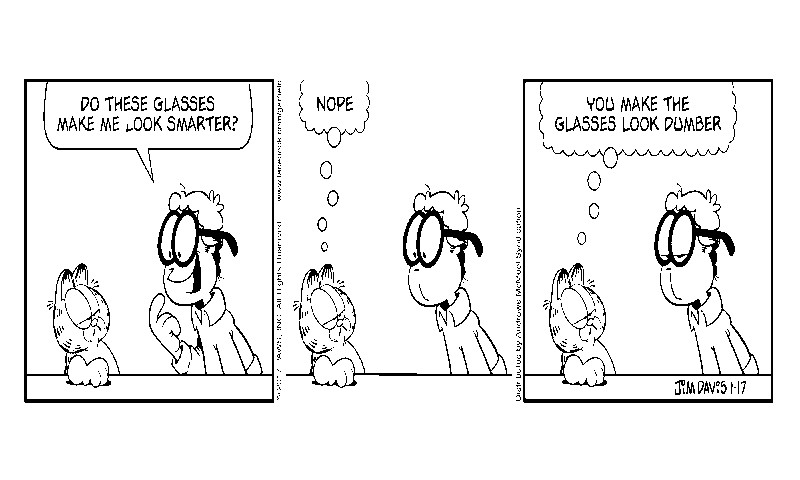 DO THESE GLASSES
MAKE ME LOOK SMARTER?
NOPE
YOU MAKE THE
GLASSES LOOK DUMBER
JIM DAVIS 1-17